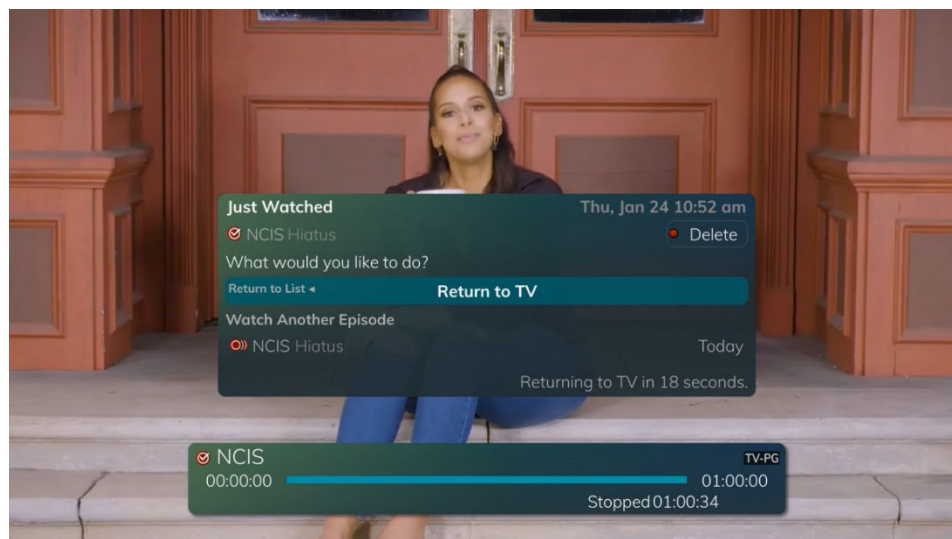 Just Watched Thu, Jan 24 10:52 am
NCIS Hiatus Delete
What would you like to do?
Return to List ◂ Return to TV
Watch Another Episode
NCIS Hiatus Today
Returning to TV in 18 seconds.
NCIS TV-PG
00:00:00 01:00:00
Stopped 01:00:34